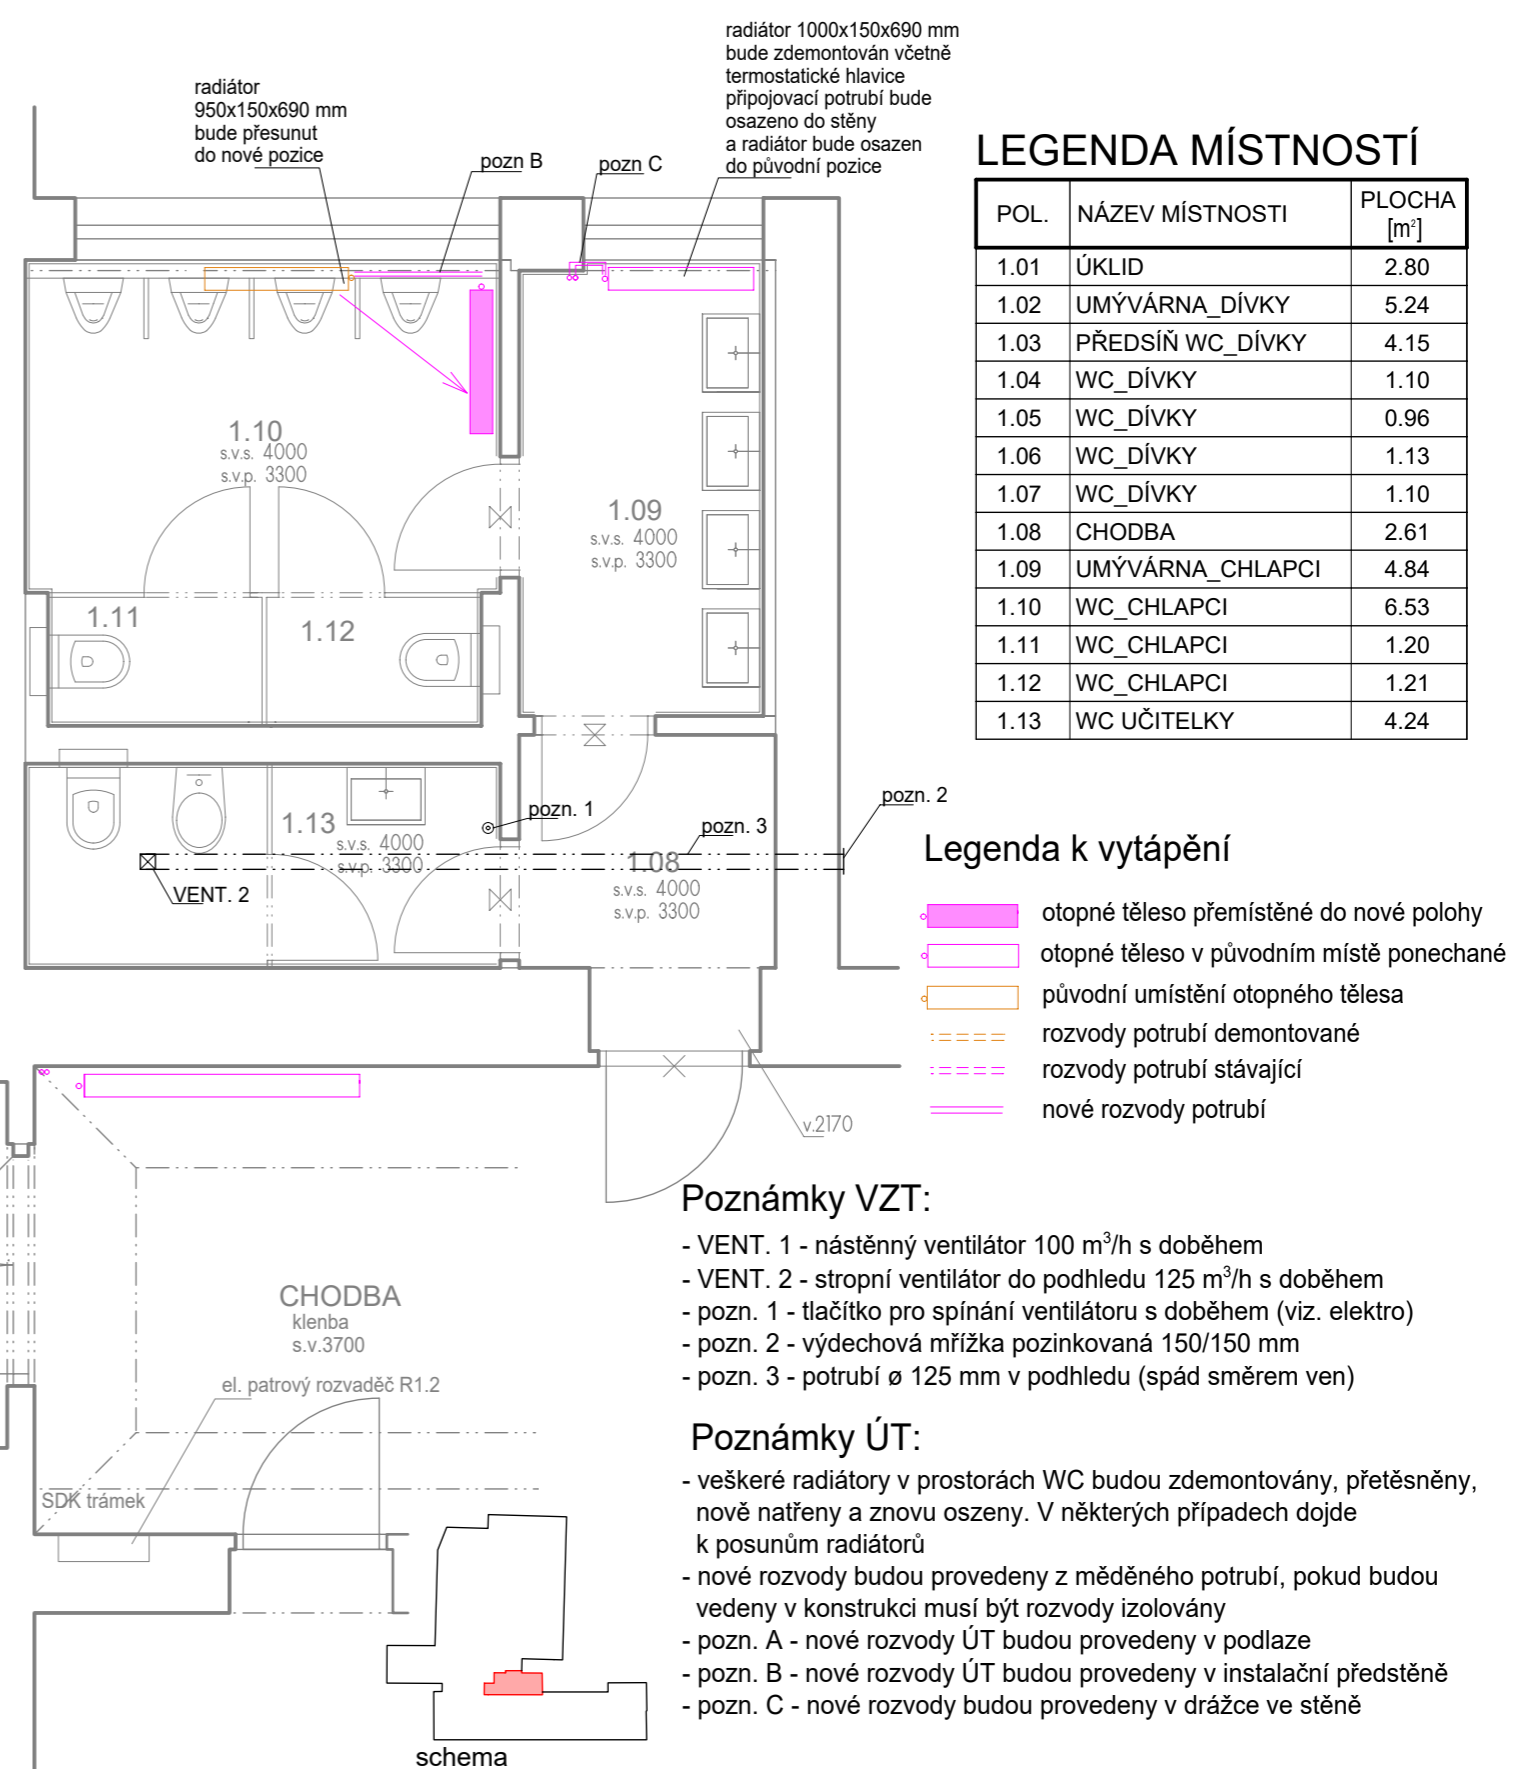 radiátor 1000x150x690 mm
bude zdemontován včetně
termostatické hlavice
připojovací potrubí bude
osazeno do stěny
a radiátor bude osazen
do původní pozice
radiátor
950x150x690 mm
bude přesunut
do nové pozice
pozn B
pozn C
LEGENDA MÍSTNOSTÍ
POL. NÁZEV MÍSTNOSTI PLOCHA [m²]
1.01 ÚKLID 2.80
1.02 UMÝVÁRNA_DÍVKY 5.24
1.03 PŘEDSÍŇ WC_DÍVKY 4.15
1.04 WC_DÍVKY 1.10
1.05 WC_DÍVKY 0.96
1.06 WC_DÍVKY 1.13
1.07 WC_DÍVKY 1.10
1.08 CHODBA 2.61
1.09 UMÝVÁRNA_CHLAPCI 4.84
1.10 WC_CHLAPCI 6.53
1.11 WC_CHLAPCI 1.20
1.12 WC_CHLAPCI 1.21
1.13 WC UČITELKY 4.24
1.10
s.v.s. 4000
s.v.p. 3300
1.09
s.v.s. 4000
s.v.p. 3300
1.11
1.12
1.13
s.v.s. 4000
s.v.p. 3300
pozn. 1
pozn. 3
pozn. 2
1.08
s.v.s. 4000
s.v.p. 3300
VENT. 2
Legenda k vytápění
otopné těleso přemístěné do nové polohy
otopné těleso v původním místě ponechané
původní umístění otopného tělesa
rozvody potrubí demontované
rozvody potrubí stávající
nové rozvody potrubí
v.2170
CHODBA
klenba
s.v.3700
el. patrový rozvaděč R1.2
SDK trámek
schema
Poznámky VZT:
- VENT. 1 - nástěnný ventilátor 100 m³/h s doběhem
- VENT. 2 - stropní ventilátor do podhledu 125 m³/h s doběhem
- pozn. 1 - tlačítko pro spínání ventilátoru s doběhem (viz. elektro)
- pozn. 2 - výdechová mřížka pozinkovaná 150/150 mm
- pozn. 3 - potrubí ø 125 mm v podhledu (spád směrem ven)
Poznámky ÚT:
- veškeré radiátory v prostorách WC budou zdemontovány, přetěsněny,
nově natřeny a znovu oszeny. V některých případech dojde
k posunům radiátorů
- nové rozvody budou provedeny z měděného potrubí, pokud budou
vedeny v konstrukci musí být rozvody izolovány
- pozn. A - nové rozvody ÚT budou provedeny v podlaze
- pozn. B - nové rozvody ÚT budou provedeny v instalační předstěně
- pozn. C - nové rozvody budou provedeny v drážce ve stěně